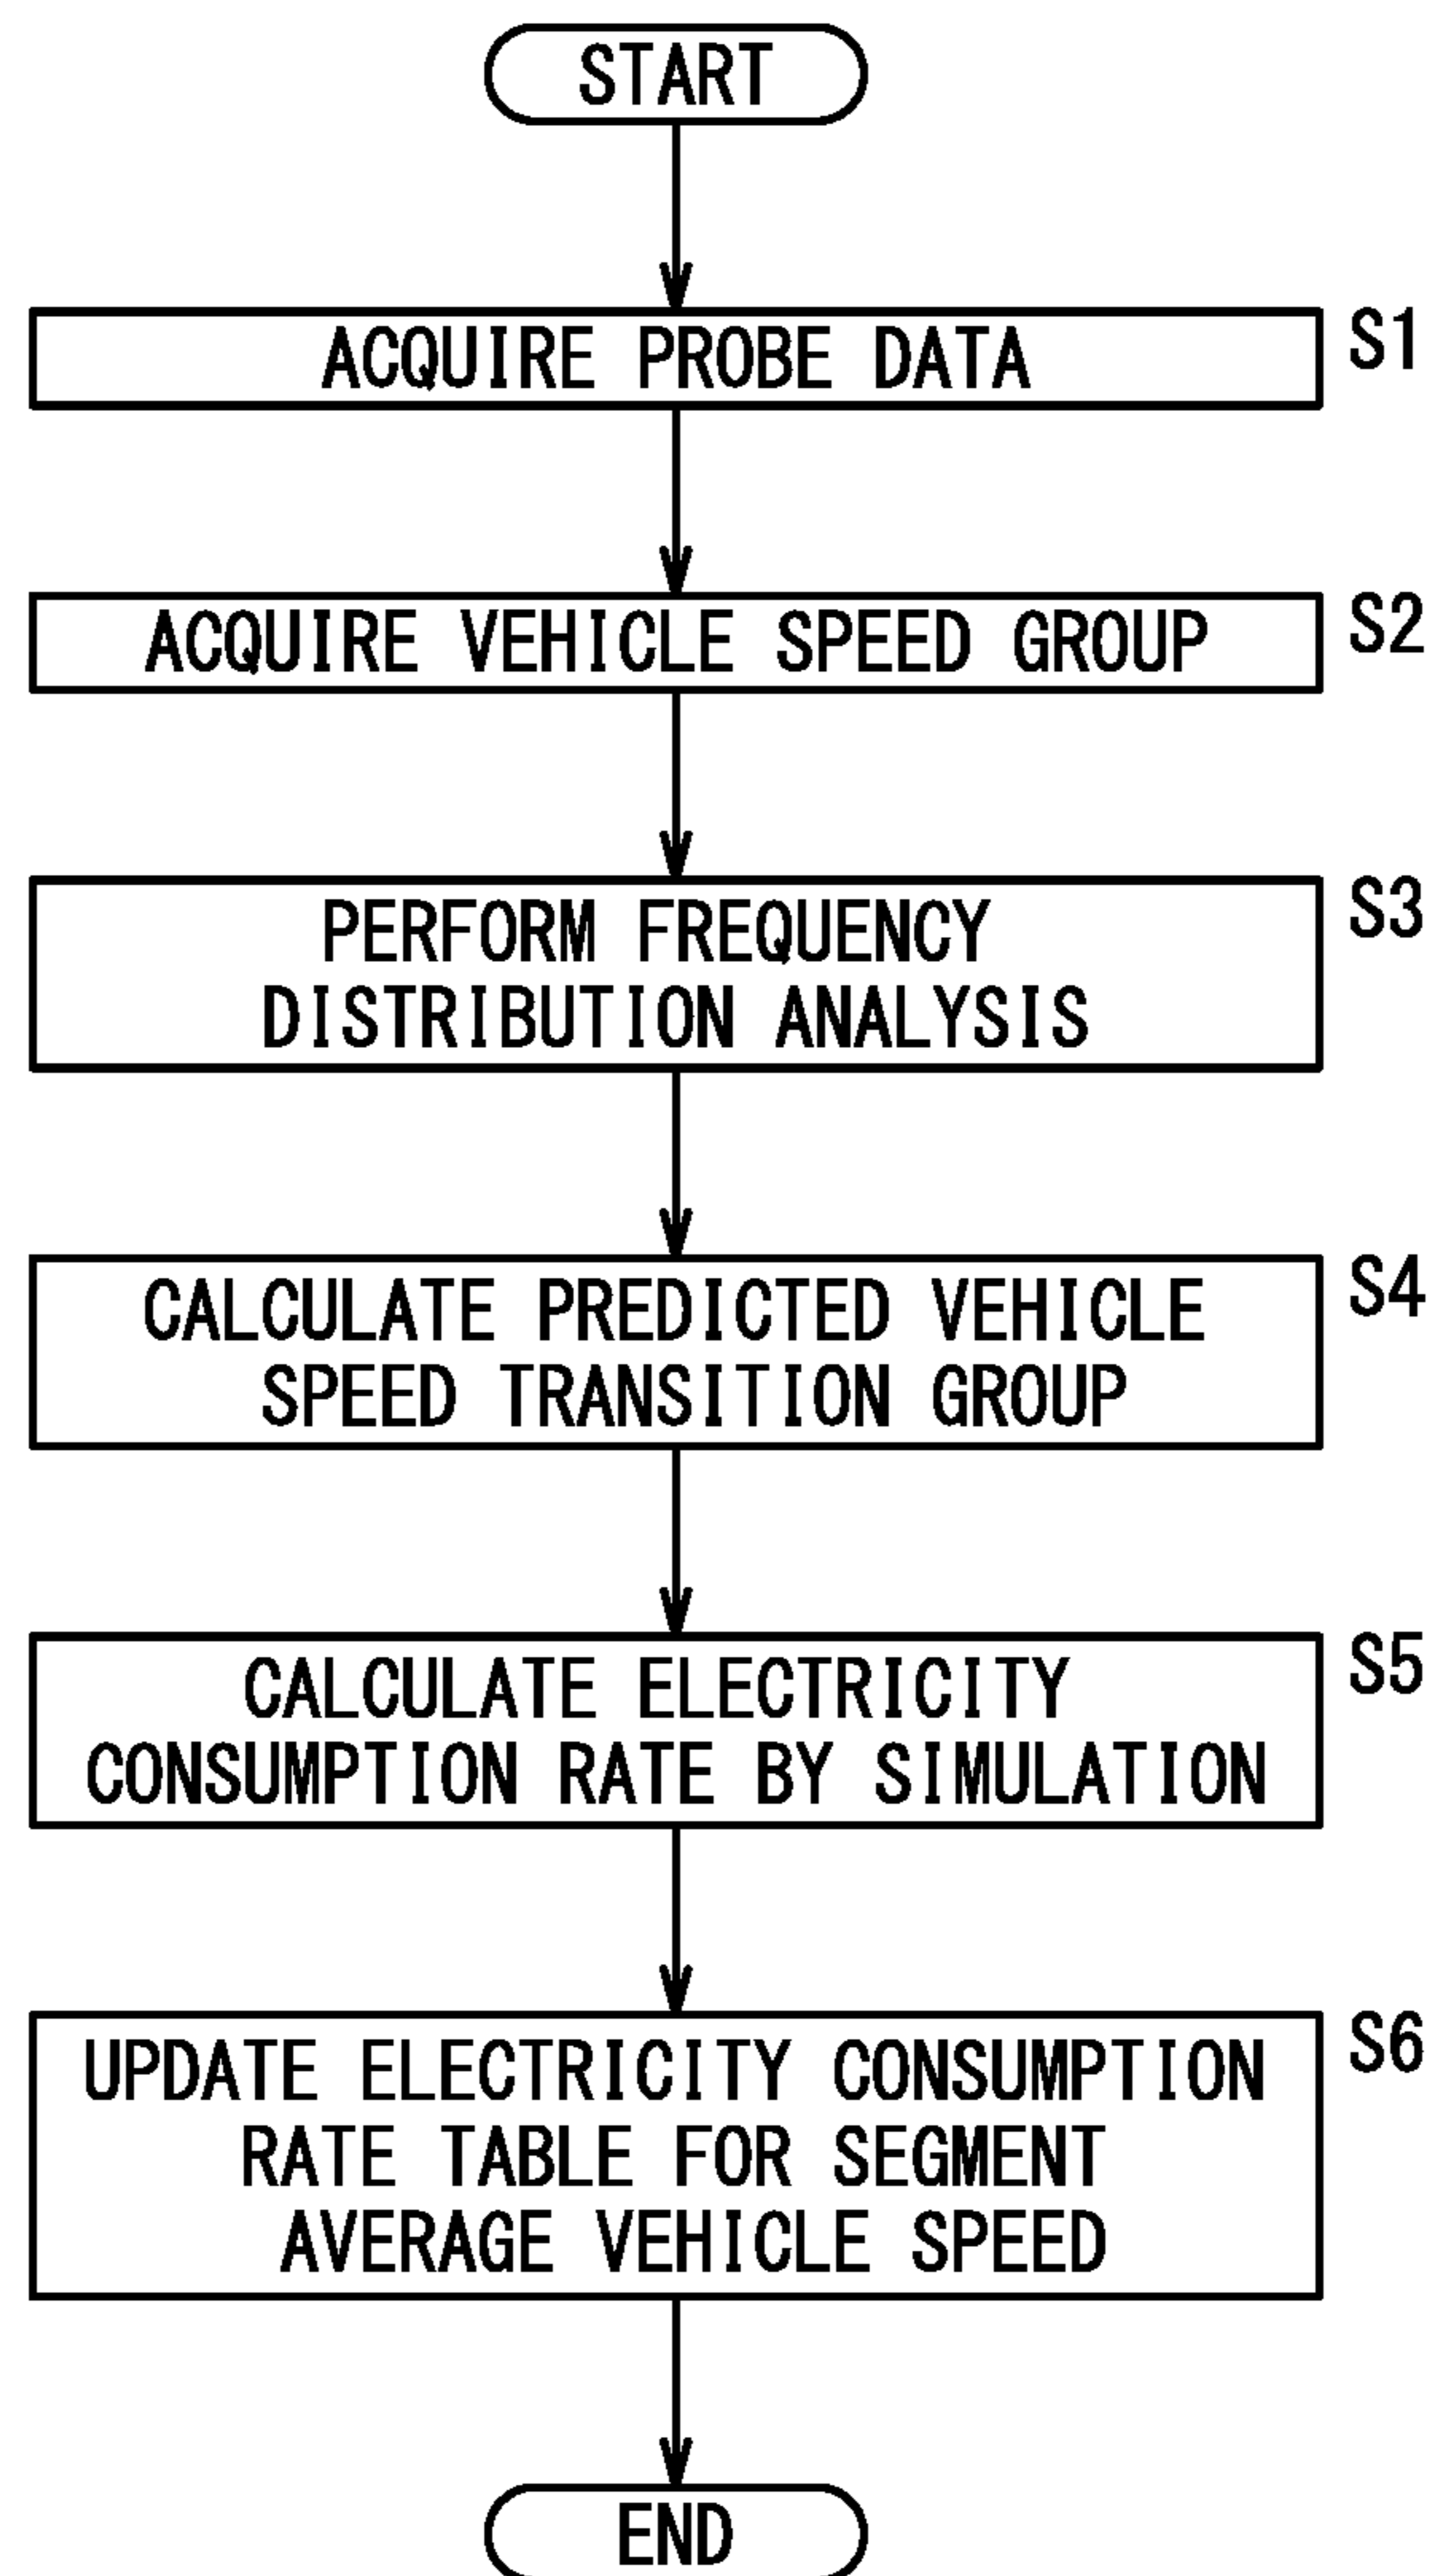 START
ACQUIRE PROBE DATA
S1
ACQUIRE VEHICLE SPEED GROUP
S2
PERFORM FREQUENCY
DISTRIBUTION ANALYSIS
S3
CALCULATE PREDICTED VEHICLE
SPEED TRANSITION GROUP
S4
CALCULATE ELECTRICITY
CONSUMPTION RATE BY SIMULATION
S5
UPDATE ELECTRICITY CONSUMPTION
RATE TABLE FOR SEGMENT
AVERAGE VEHICLE SPEED
S6
END